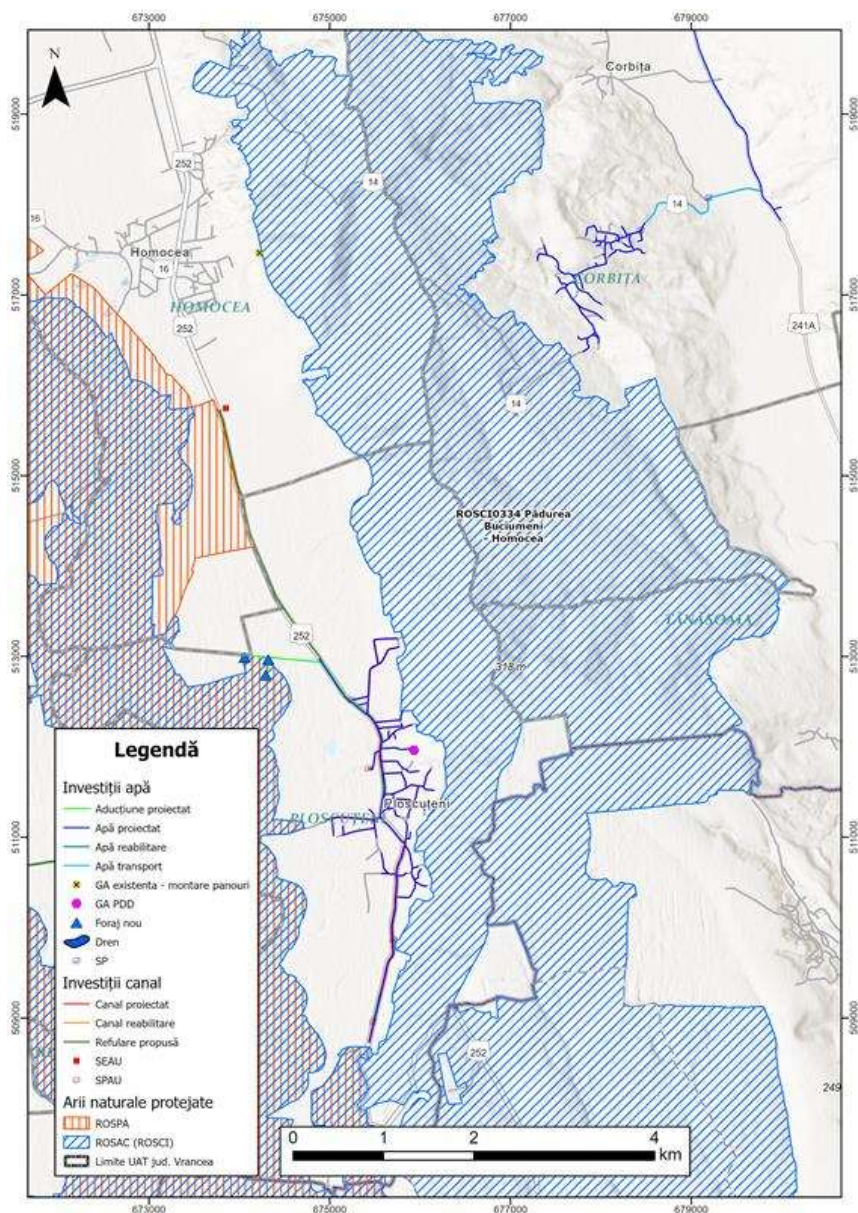 673000
675000
677000
679000
N
519000
519000
Corbița
252
14
16
14
Homocea
16
517000
517000
HOMOCEA
ORBIȚA
252
241A
14
515000
515000
ROSCI0334 Pădurea
Buciumeni
- Homocea
TĂNĂSOAIA
252
513000
513000
318 m
Legendă
Investiții apă
Aducțiune proiectat
Apă proiectat
Apă reabilitare
Apă transport
GA existenta - montare panouri
GA PDD
Foraj nou
Dren
SP
Investiții canal
Canal proiectat
Canal reabilitare
Refulare propusă
SEAU
SPAU
Arii naturale protejate
ROSPA
ROSAC (ROSCI)
Limite UAT jud. Vrancea
Ploscuțeni
PLOSCUȚE
511000
511000
509000
509000
252
249
0
1
2
4
km
673000
675000
677000
679000